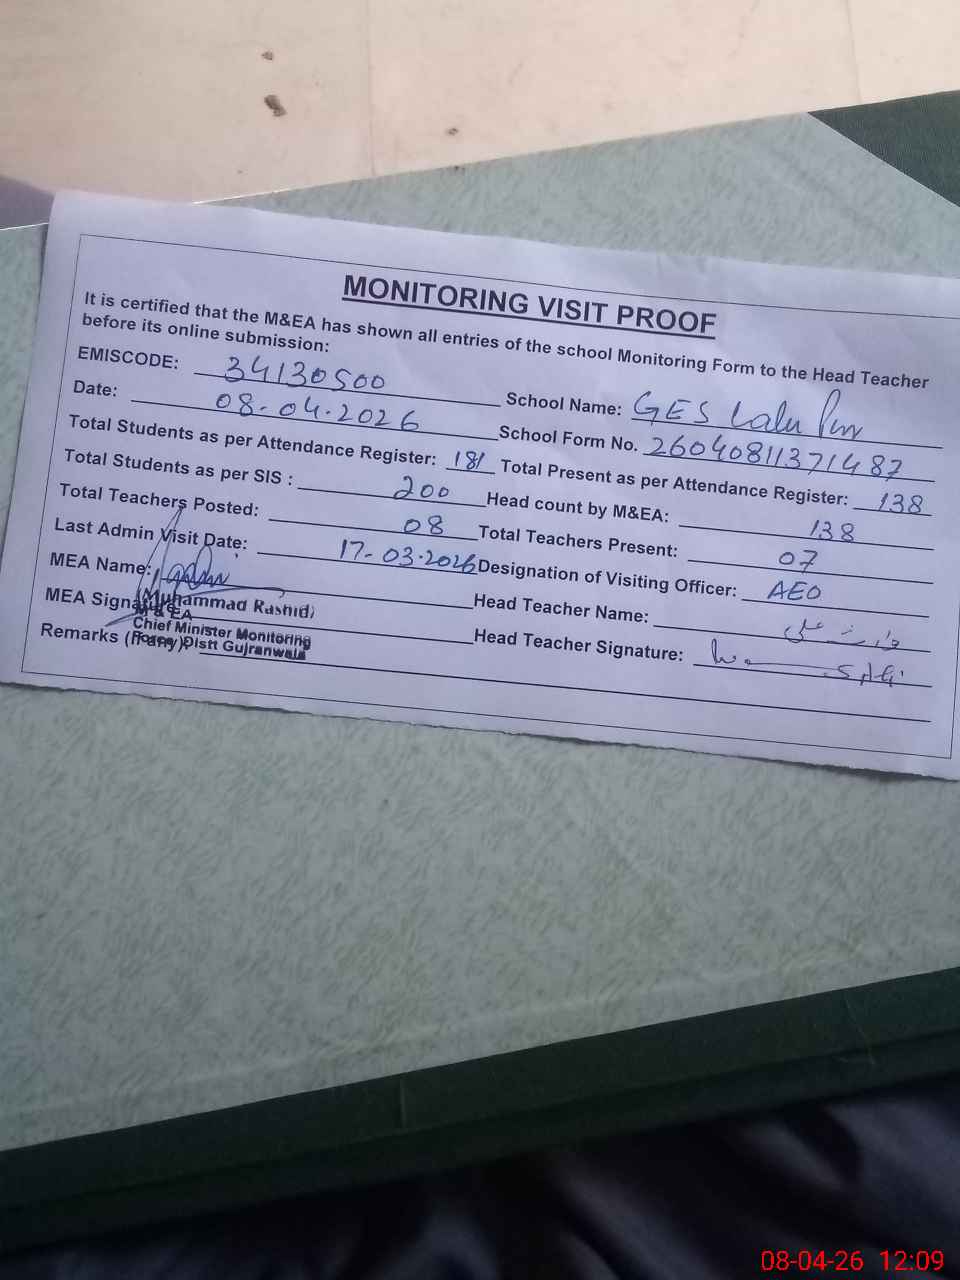 MONITORING VISIT PROOF
It is certified that the M&EA has shown all entries of the school Monitoring Form to the Head Teacher
before its online submission:
EMISCODE: 34130500 School Name: GES Lalu Pur
Date: 08-04-2026 School Form No. 26040811371487
Total Students as per Attendance Register: 181 Total Present as per Attendance Register: 138
Total Students as per SIS : 200 Head count by M&EA: 138
Total Teachers Posted: 08 Total Teachers Present: 07
Last Admin Visit Date: 17-03-2026 Designation of Visiting Officer: AEO
MEA Name: Head Teacher Name:
MEA Signature Head Teacher Signature:
Remarks (if any):
(Muhammad Rashid)
M & EA
Chief Minister Monitoring
Force, Distt Gujranwala
08-04-26 12:09